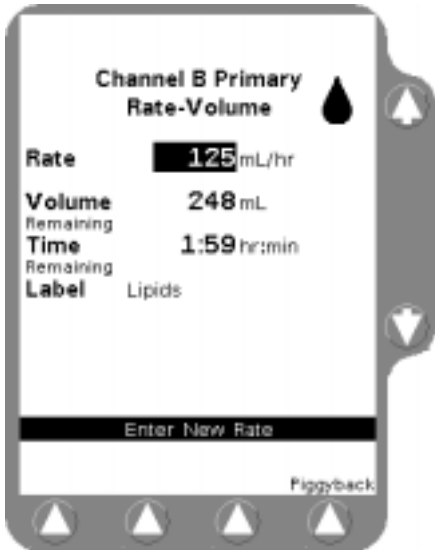 Channel B Primary
Rate-Volume
Rate 125 mL/hr
Volume 248 mL
Remaining
Time 1:59 hr:min
Remaining
Label Lipids
Enter New Rate
Piggyback